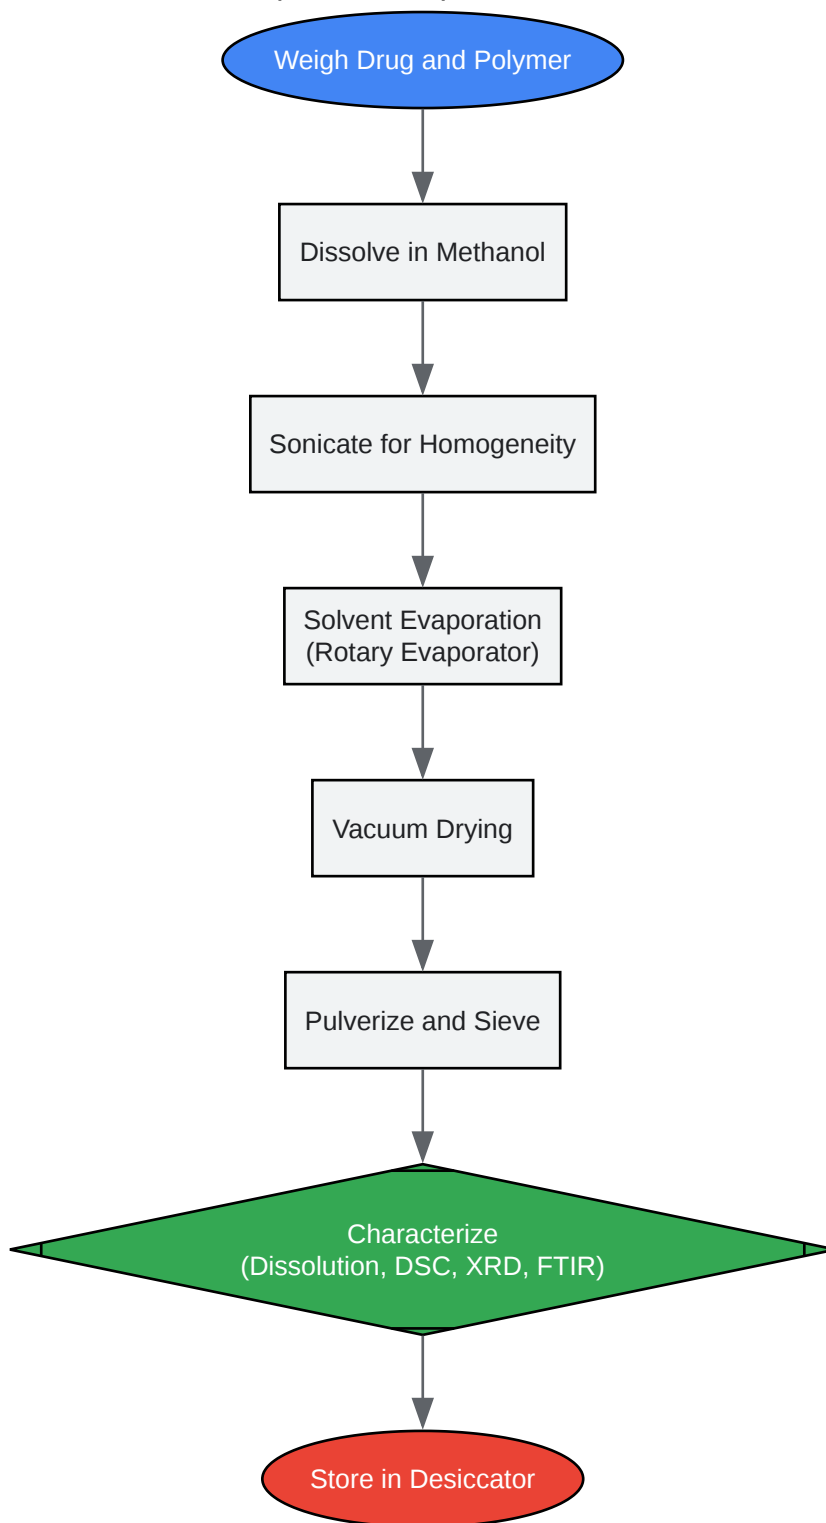 Weigh Drug and Polymer
Dissolve in Methanol
Sonicate for Homogeneity
Solvent Evaporation
(Rotary Evaporator)
Vacuum Drying
Pulverize and Sieve
Characterize
(Dissolution, DSC, XRD, FTIR)
Store in Desiccator